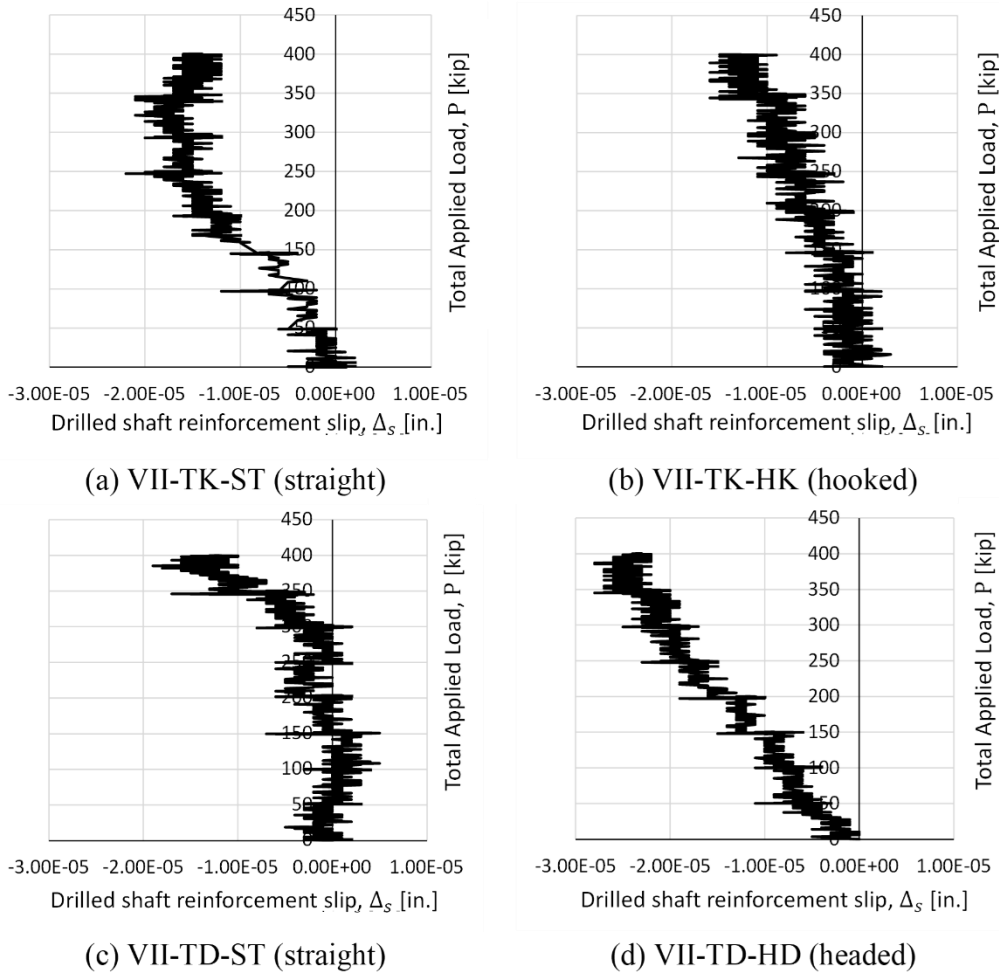 450
400
350
300
250
200
150
100
50
0
-3.00E-05 -2.00E-05 -1.00E-05 0.00E+00 1.00E-05
Drilled shaft reinforcement slip, Δs [in.]
Total Applied Load, P [kip]
(a) VII-TK-ST (straight)
450
400
350
300
250
200
150
100
50
0
-3.00E-05 -2.00E-05 -1.00E-05 0.00E+00 1.00E-05
Drilled shaft reinforcement slip, Δs [in.]
Total Applied Load, P [kip]
(b) VII-TK-HK (hooked)
450
400
350
300
250
200
150
100
50
0
-3.00E-05 -2.00E-05 -1.00E-05 0.00E+00 1.00E-05
Drilled shaft reinforcement slip, Δs [in.]
Total Applied Load, P [kip]
(c) VII-TD-ST (straight)
450
400
350
300
250
200
150
100
50
0
-3.00E-05 -2.00E-05 -1.00E-05 0.00E+00 1.00E-05
Drilled shaft reinforcement slip, Δs [in.]
Total Applied Load, P [kip]
(d) VII-TD-HD (headed)